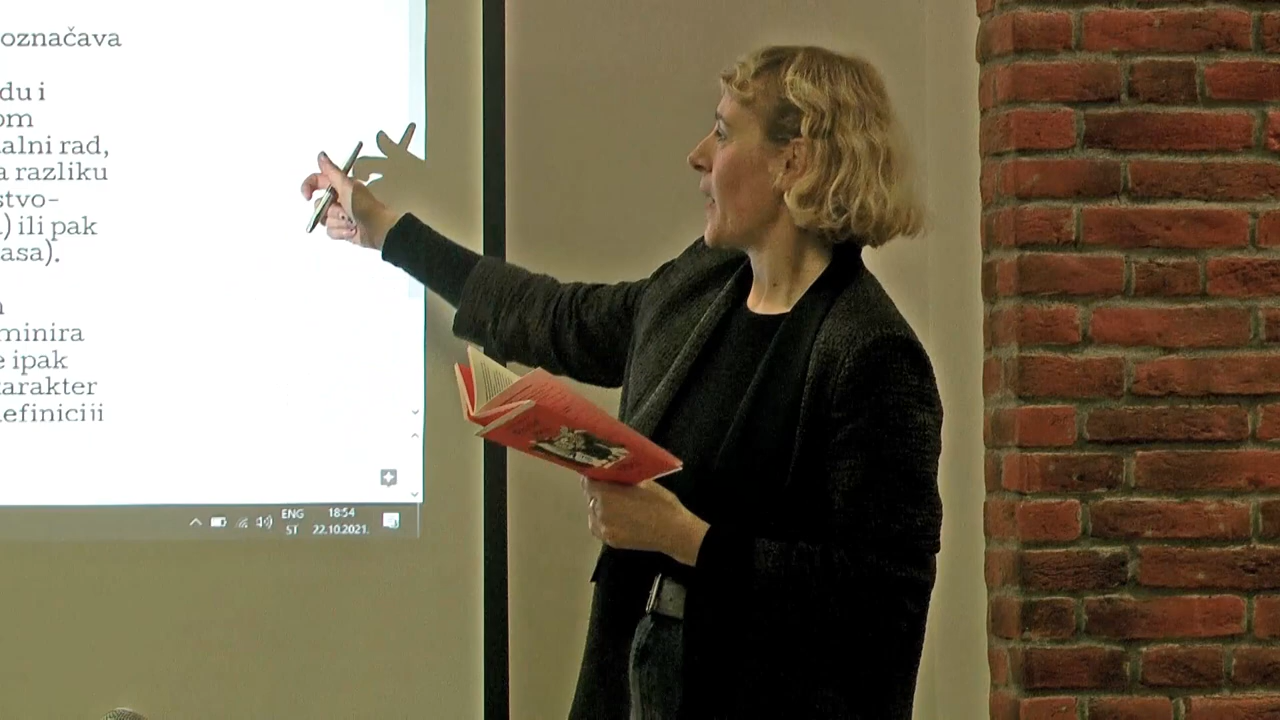 označava
du i
om
alni rad,
a razliku
stvo-
) ili pak
asa).
minira
e ipak
arakter
definiciji
ENG
18:54
ST
22.10.2021.